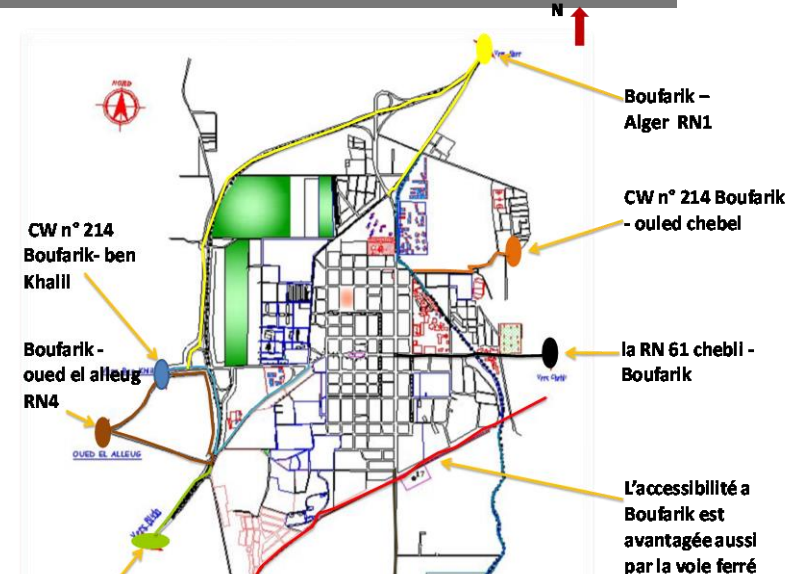 N
NORD
Boufarik –
Alger RN1
CW n° 214 Boufarik
- ouled chebel
CW n° 214
Boufarik- ben
Khalil
Boufarik -
oued el alleug
RN4
la RN 61 chebli -
Boufarik
OUED EL ALLEUG
L'accessibilité a
Boufarik est
avantagée aussi
par la voie ferré